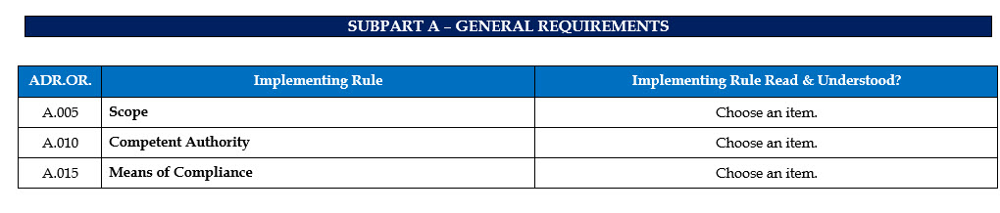 SUBPART A – GENERAL REQUIREMENTS
ADR.OR. Implementing Rule Implementing Rule Read & Understood?
A.005 Scope Choose an item.
A.010 Competent Authority Choose an item.
A.015 Means of Compliance Choose an item.